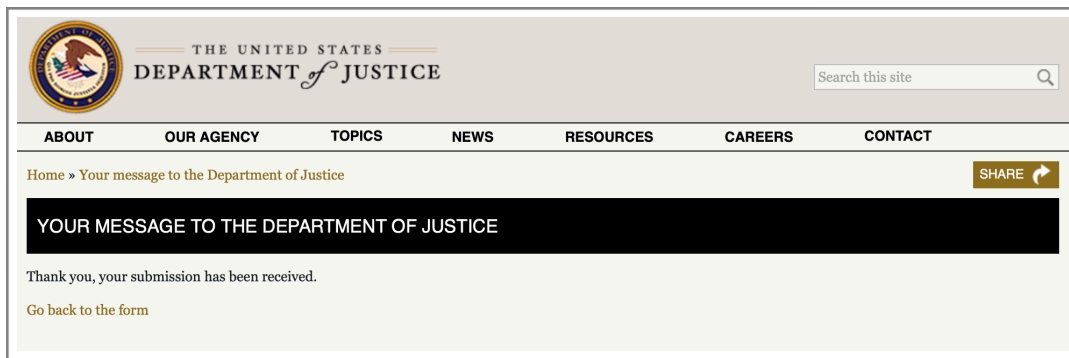 THE UNITED STATES
DEPARTMENT of JUSTICE
Search this site
ABOUT OUR AGENCY TOPICS NEWS RESOURCES CAREERS CONTACT
Home » Your message to the Department of Justice
SHARE
YOUR MESSAGE TO THE DEPARTMENT OF JUSTICE
Thank you, your submission has been received.
Go back to the form